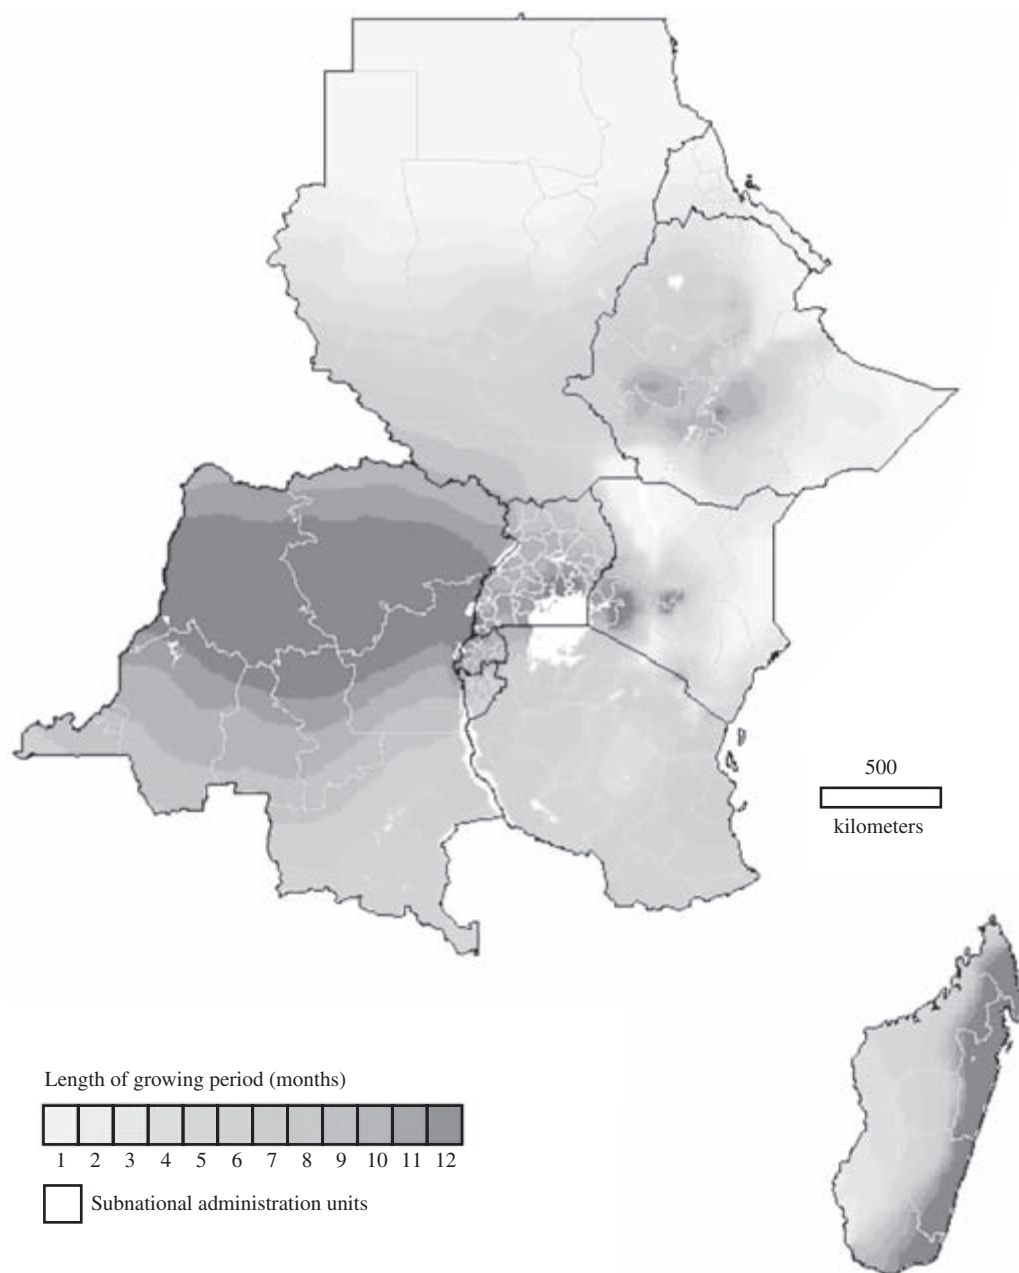 500
kilometers
Length of growing period (months)
1 2 3 4 5 6 7 8 9 10 11 12
Subnational administration units